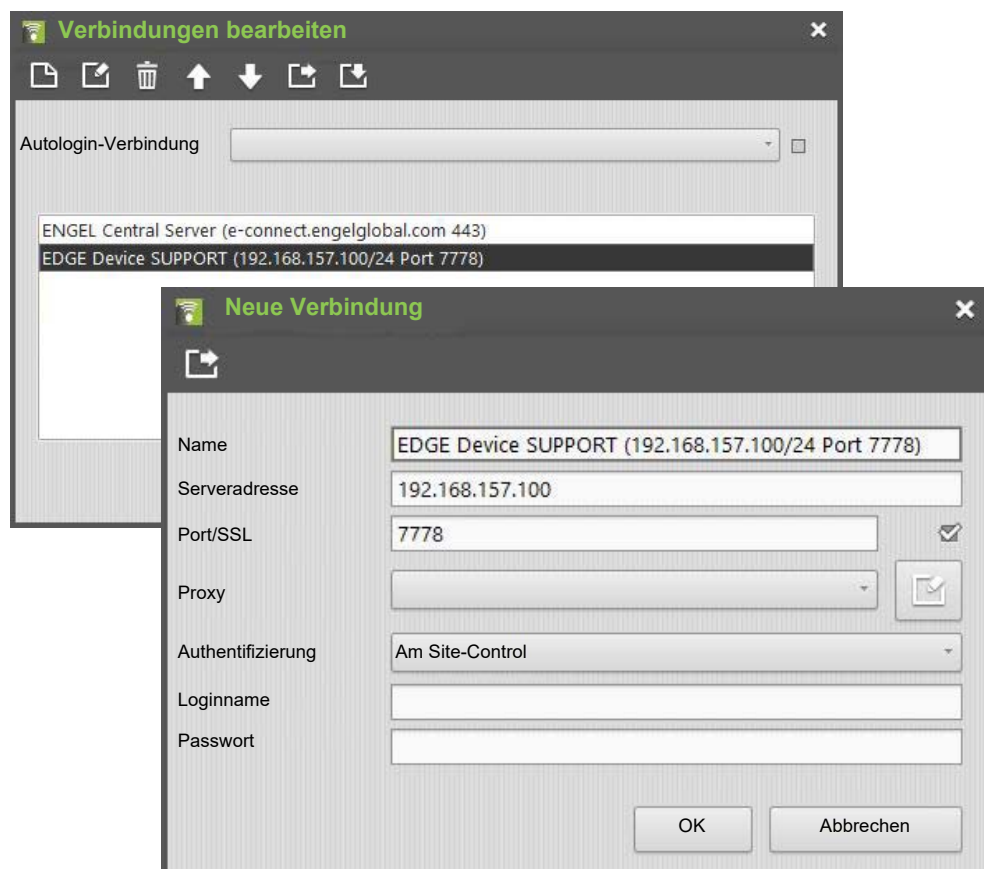 Verbindungen bearbeiten
Autologin-Verbindung
ENGEL Central Server (e-connect.engelglobal.com 443)
EDGE Device SUPPORT (192.168.157.100/24 Port 7778)
Neue Verbindung
Name EDGE Device SUPPORT (192.168.157.100/24 Port 7778)
Serveradresse 192.168.157.100
Port/SSL 7778
Proxy
Authentifizierung Am Site-Control
Loginname
Passwort
OK Abbrechen